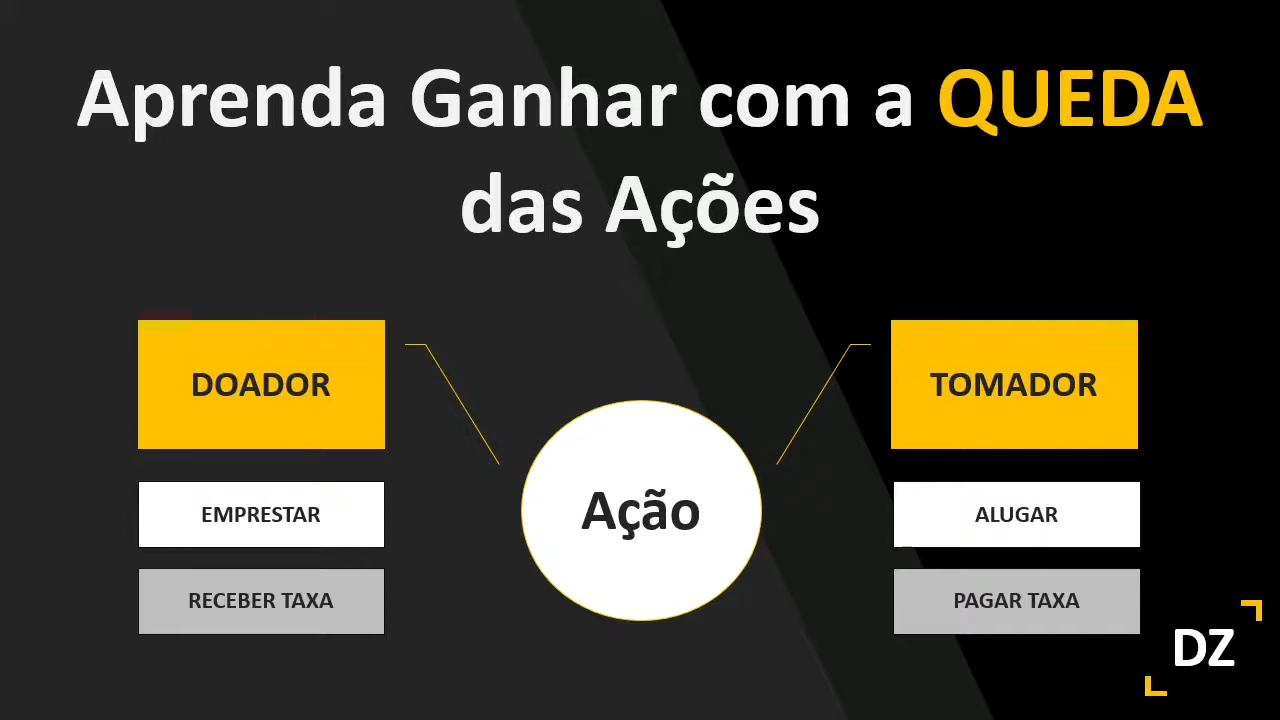 Aprenda Ganhar com a QUEDA
das Ações
DOADOR
EMPRESTAR
RECEBER TAXA
Ação
TOMADOR
ALUGAR
PAGAR TAXA
DZ